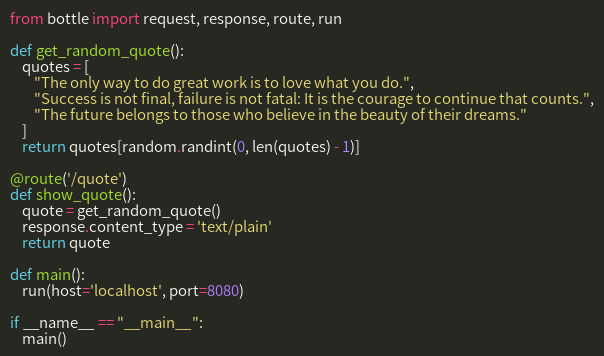 from bottle import request, response, route, run

def get_random_quote():
    quotes = [
        "The only way to do great work is to love what you do.",
        "Success is not final, failure is not fatal: It is the courage to continue that counts.",
        "The future belongs to those who believe in the beauty of their dreams."
    ]
    return quotes[random.randint(0, len(quotes) - 1)]

@route('/quote')
def show_quote():
    quote = get_random_quote()
    response.content_type = 'text/plain'
    return quote

def main():
    run(host='localhost', port=8080)

if __name__ == "__main__":
    main()